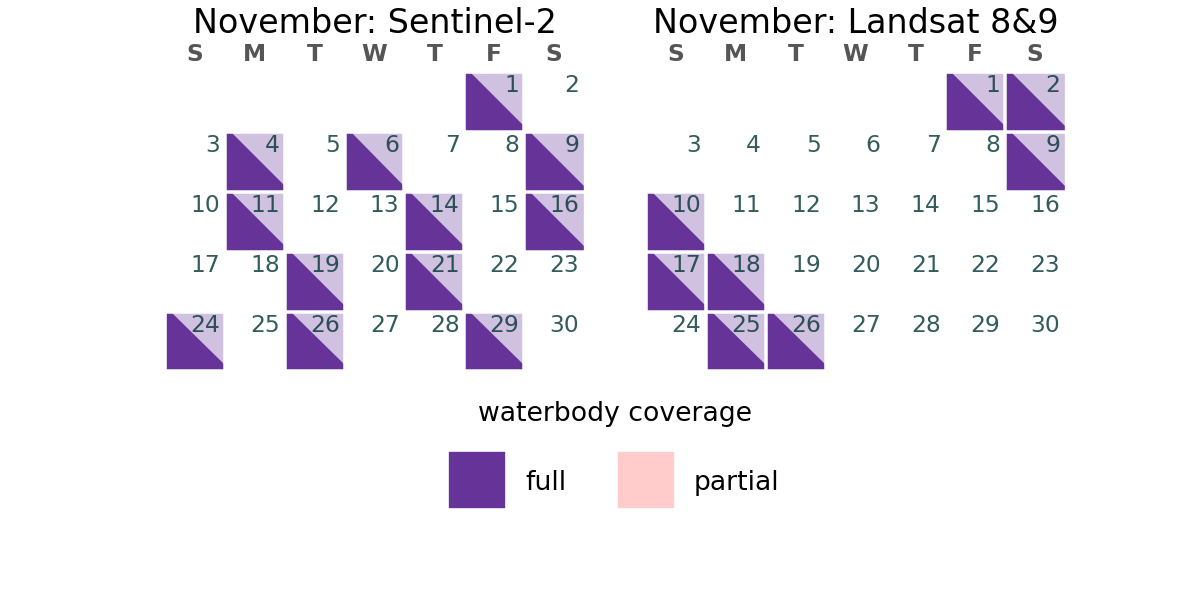 November: Sentinel-2
S M T W T F S
1 2
3 4 5 6 7 8 9
10 11 12 13 14 15 16
17 18 19 20 21 22 23
24 25 26 27 28 29 30
November: Landsat 8&9
S M T W T F S
1 2
3 4 5 6 7 8 9
10 11 12 13 14 15 16
17 18 19 20 21 22 23
24 25 26 27 28 29 30
waterbody coverage
full partial